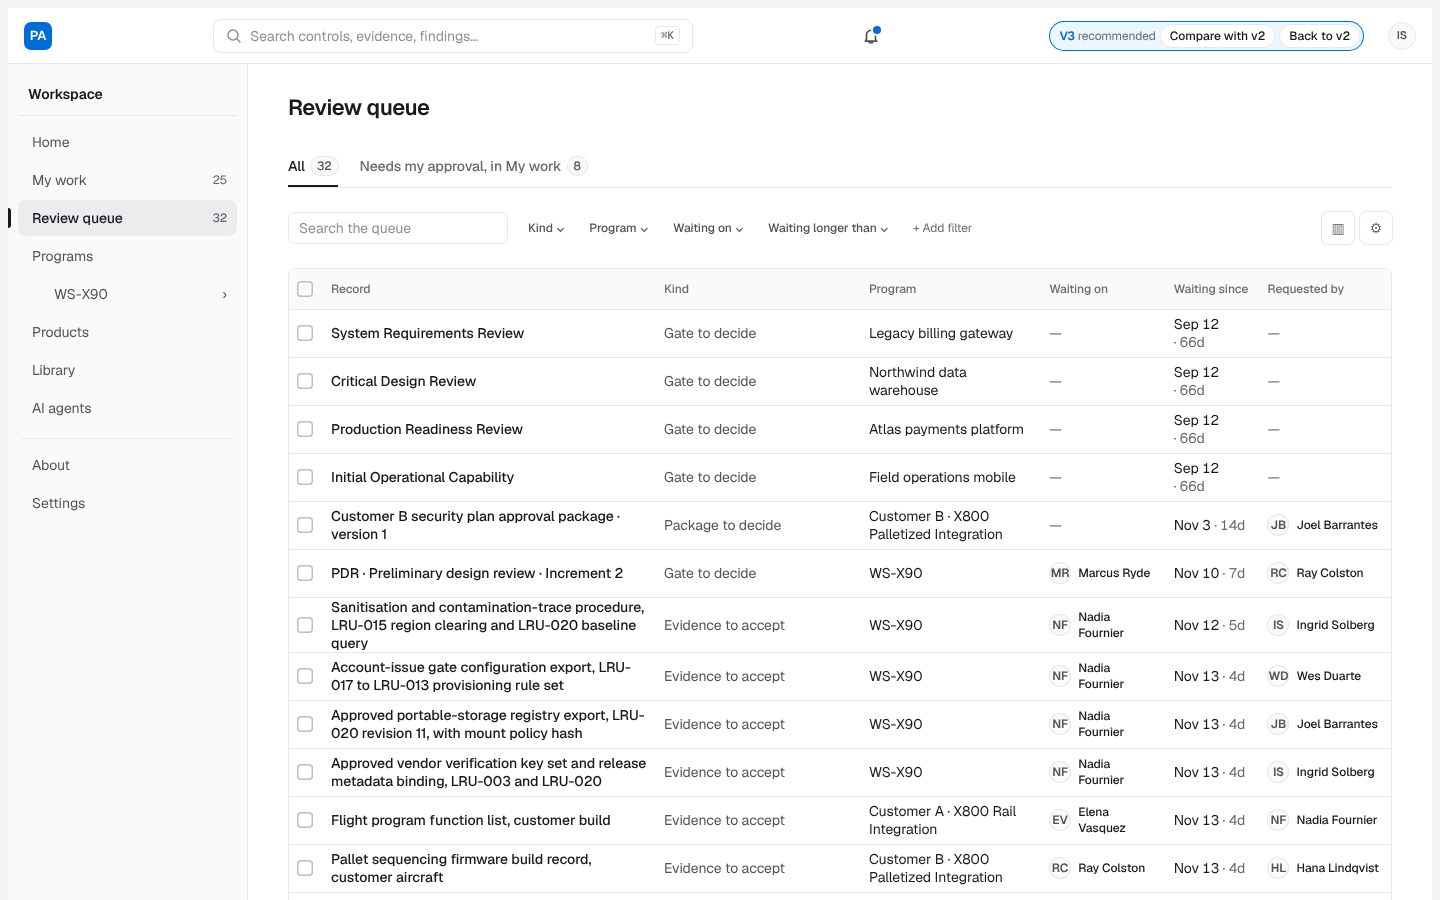 PA
Search controls, evidence, findings...
⌘K
V3 recommended Compare with v2 Back to v2
IS
Workspace
Home
My work 25
Review queue 32
Programs
WS-X90 ›
Products
Library
AI agents
About
Settings
Review queue
All 32 Needs my approval, in My work 8
Search the queue Kind Program Waiting on Waiting longer than + Add filter
Record Kind Program Waiting on Waiting since Requested by
System Requirements Review Gate to decide Legacy billing gateway — Sep 12 —
· 66d
Critical Design Review Gate to decide Northwind data — Sep 12 —
warehouse · 66d
Production Readiness Review Gate to decide Atlas payments platform — Sep 12 —
· 66d
Initial Operational Capability Gate to decide Field operations mobile — Sep 12 —
· 66d
Customer B security plan approval package · Package to decide Customer B · X800 — Nov 3 · 14d JB Joel Barrantes
version 1 Palletized Integration
PDR · Preliminary design review · Increment 2 Gate to decide WS-X90 MR Marcus Ryde Nov 10 · 7d RC Ray Colston
Sanitisation and contamination-trace procedure,
LRU-015 region clearing and LRU-020 baseline Evidence to accept WS-X90 NF Nadia Nov 12 · 5d IS Ingrid Solberg
query Fournier
Account-issue gate configuration export, LRU- Evidence to accept WS-X90 NF Nadia Nov 13 · 4d WD Wes Duarte
017 to LRU-013 provisioning rule set Fournier
Approved portable-storage registry export, LRU- Evidence to accept WS-X90 NF Nadia Nov 13 · 4d JB Joel Barrantes
020 revision 11, with mount policy hash Fournier
Approved vendor verification key set and release Evidence to accept WS-X90 NF Nadia Nov 13 · 4d IS Ingrid Solberg
metadata binding, LRU-003 and LRU-020 Fournier
Flight program function list, customer build Evidence to accept Customer A · X800 Rail EV Elena Nov 13 · 4d NF Nadia Fournier
Integration Vasquez
Pallet sequencing firmware build record, Evidence to accept Customer B · X800 RC Ray Colston Nov 13 · 4d HL Hana Lindqvist
customer aircraft Palletized Integration